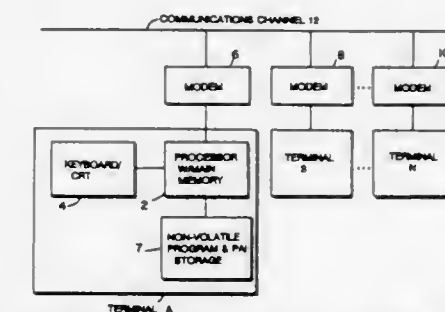 COMMUNICATIONS CHANNEL 12
6
8
10
MODEM
MODEM
MODEM
KEYBOARD/
CRT
PROCESSOR
W/MAIN
MEMORY
TERMINAL
TERMINAL
N
4
2
7
NON-VOLATILE
PROGRAM & PAI
STORAGE
TERMINAL A